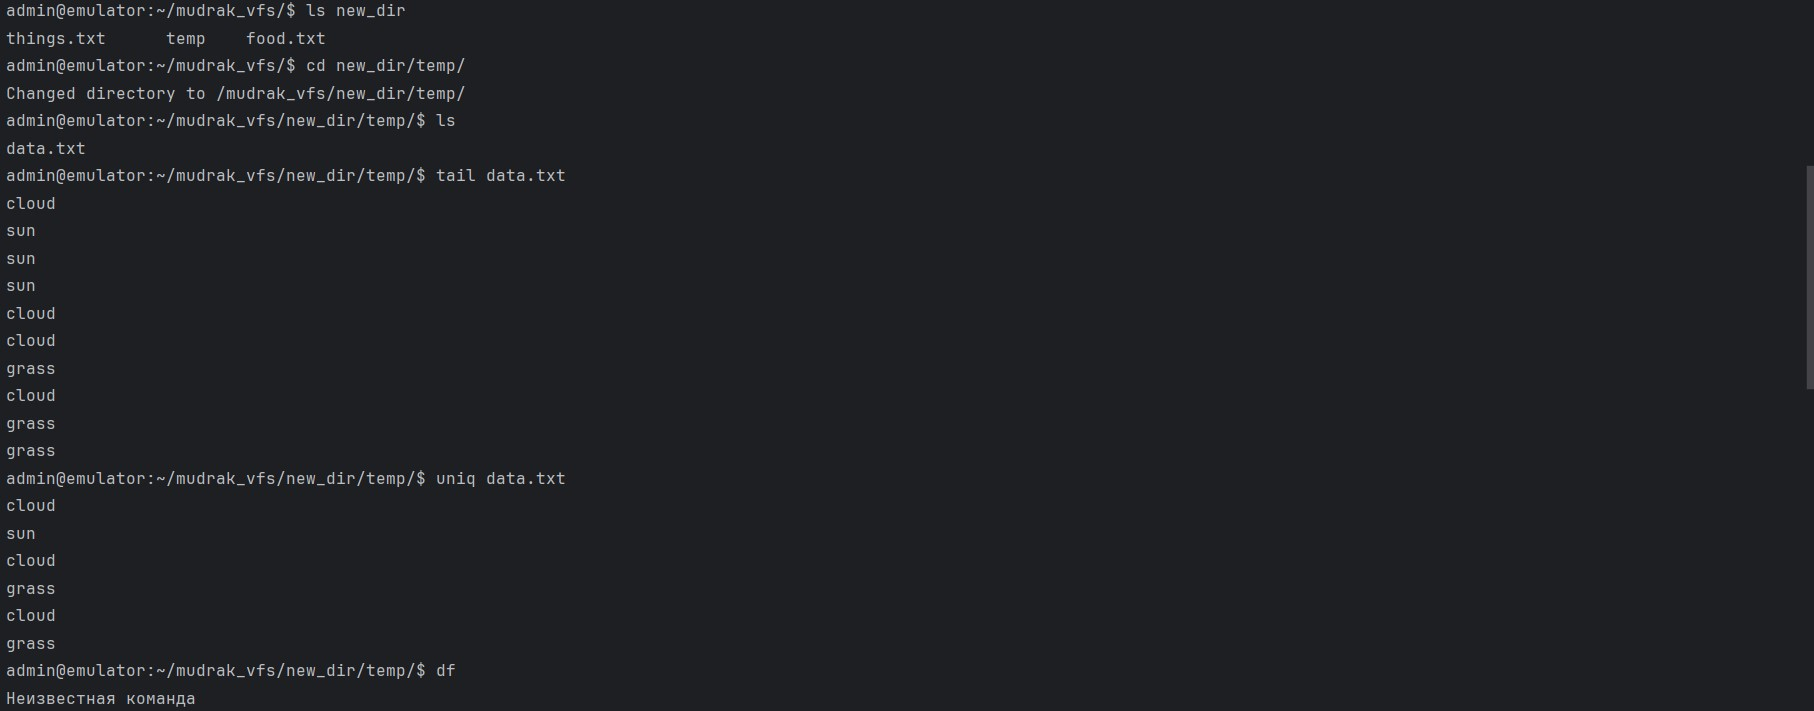 admin@emulator:~/mudrak_vfs/$ ls new_dir
things.txt      temp    food.txt
admin@emulator:~/mudrak_vfs/$ cd new_dir/temp/
Changed directory to /mudrak_vfs/new_dir/temp/
admin@emulator:~/mudrak_vfs/new_dir/temp/$ ls
data.txt
admin@emulator:~/mudrak_vfs/new_dir/temp/$ tail data.txt
cloud
sun
sun
sun
cloud
cloud
grass
cloud
grass
grass
admin@emulator:~/mudrak_vfs/new_dir/temp/$ uniq data.txt
cloud
sun
cloud
grass
cloud
grass
admin@emulator:~/mudrak_vfs/new_dir/temp/$ df
Неизвестная команда